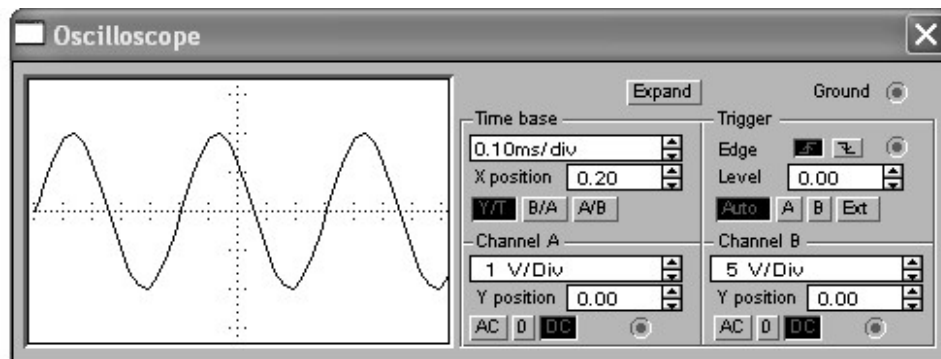 Oscilloscope
Expand
Ground
Time base
0.10ms/div
X position 0.20
Y/T B/A A/B
Trigger
Edge
Level 0.00
Auto A B Ext
Channel A
1 V/Div
Y position 0.00
AC 0 DC
Channel B
5 V/Div
Y position 0.00
AC 0 DC